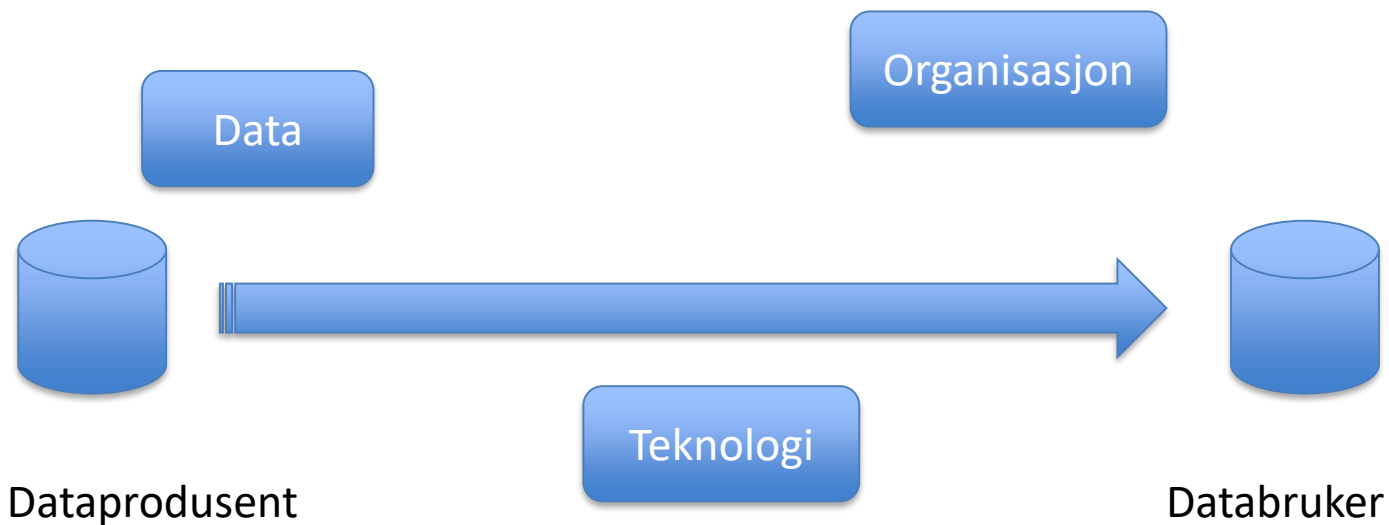 Organisasjon
Data
Teknologi
Dataprodusent
Databruker